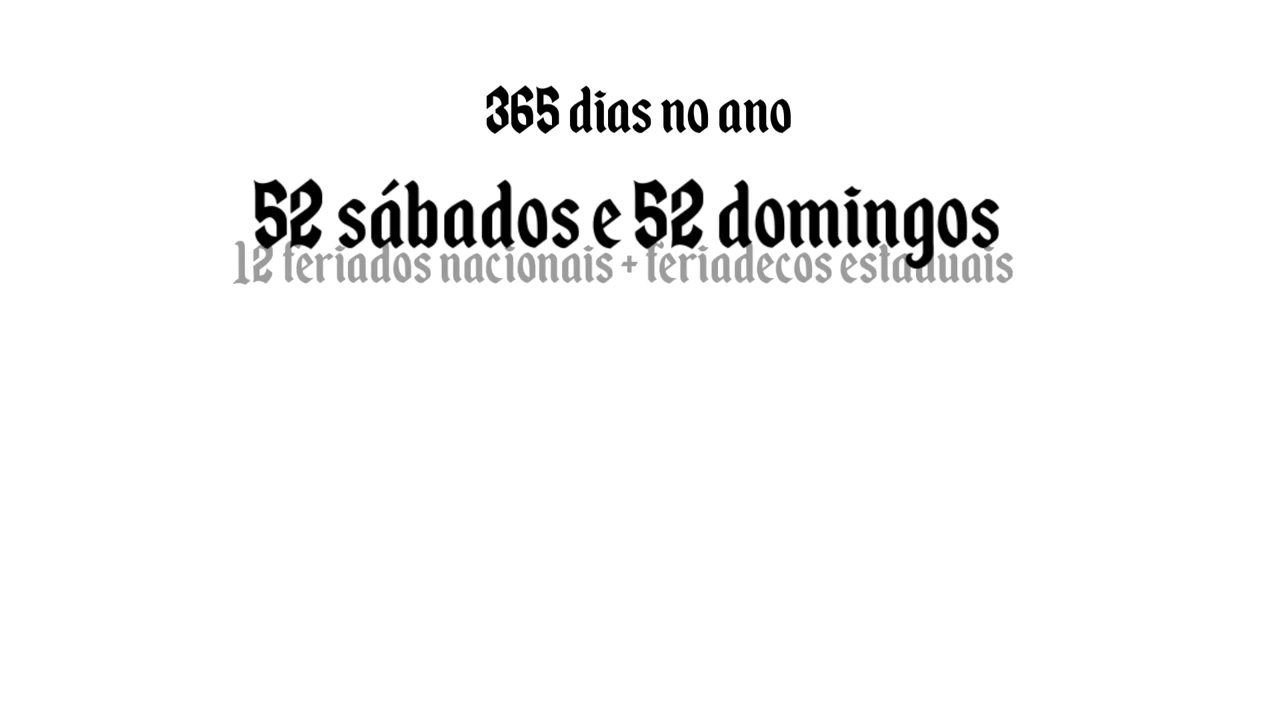 365 dias no ano
52 sábados e 52 domingos
12 feriados nacionais + feriadecos estaduais